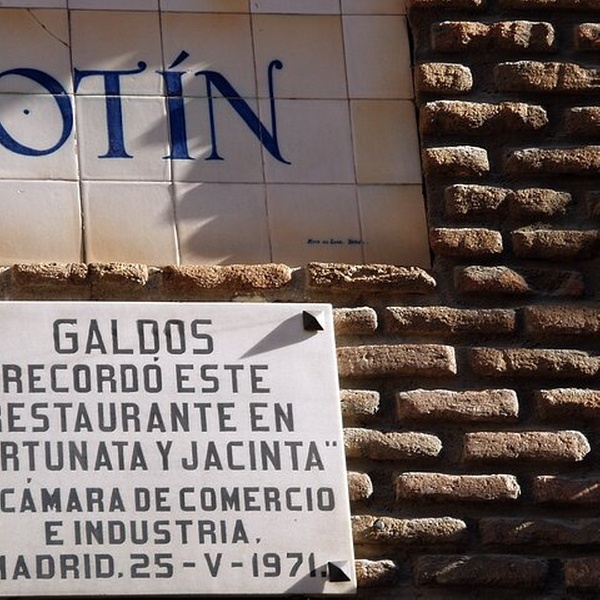 OTÍN
GALDOS
RECORDÓ ESTE
RESTAURANTE EN
RTUNATA Y JACINTA"
CÁMARA DE COMERCIO
E INDUSTRIA.
MADRID. 25-V-1971.